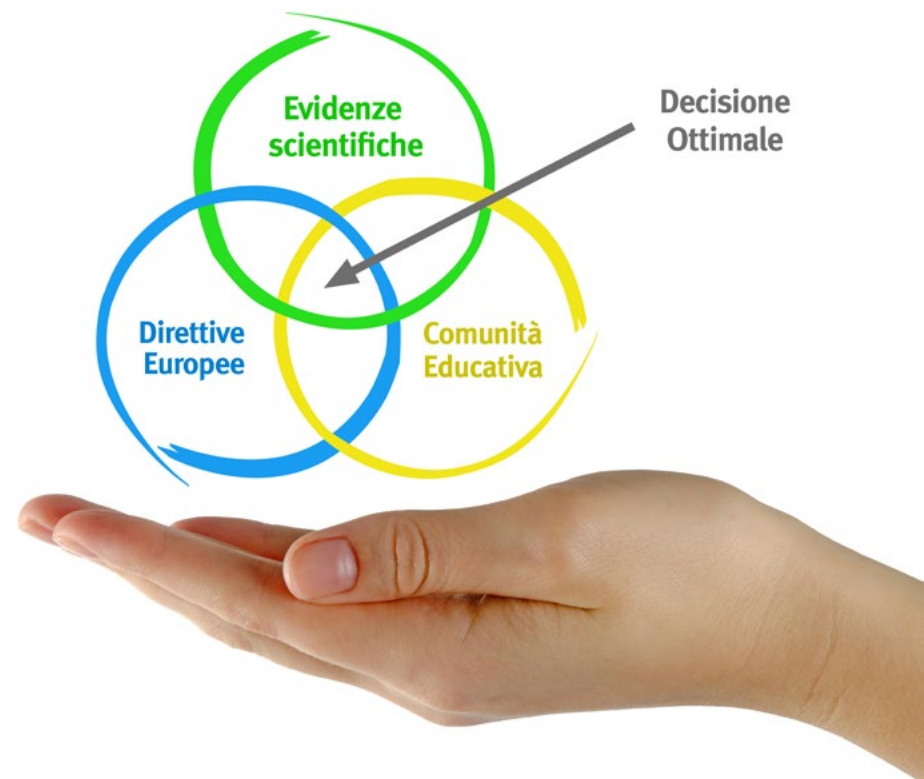 Evidenze
scientifiche
Decisione
Ottimale
Direttive
Europee
Comunità
Educativa